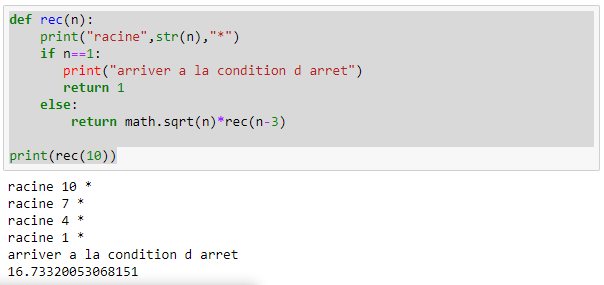 def rec(n):
    print("racine",str(n),"*")
    if n==1:
       print("arriver a la condition d arret")
       return 1
    else:
        return math.sqrt(n)*rec(n-3)
print(rec(10))
racine 10 *
racine 7 *
racine 4 *
racine 1 *
arriver a la condition d arret
16.73320053068151